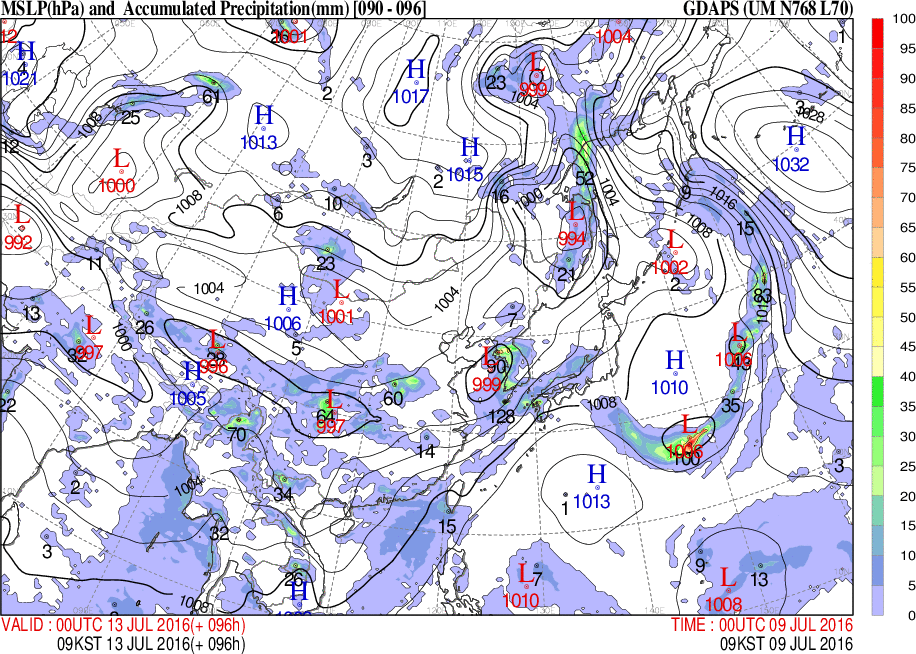 MSLP(hPa) and Accumulated Precipitation(mm) [090 - 096] GDAPS (UM N768 L70)
12 H 1021 4
26 1001
L 1004
1
100
95
90
85
80
75
70
65
60
55
50
45
40
35
30
25
20
15
10
5
0
61
25
1008
2
H 1017
23 L 999
1004
3 1028
H 1032
12
H 1013
3
H 1015
2
L 1000
1008
6
10
16
1000
52
1004
9
1016
15
1008
L 992
L 994
L 1002
2
11
23
21
1004
H 1006
L 1001
1004
13
26
L 997
32
1000
5
7
L 998
28
H 1005
L 999
90
H 1010
L
49
35
22
64
L 997
60
128
1008
L
100
70
14
3
2
1004
34
H 1013
1
32
15
3
26
H
1008
L 1010
7
9
L 1008
13
VALID : 00UTC 13 JUL 2016(+ 096h) TIME : 00UTC 09 JUL 2016
09KST 13 JUL 2016(+ 096h) 09KST 09 JUL 2016